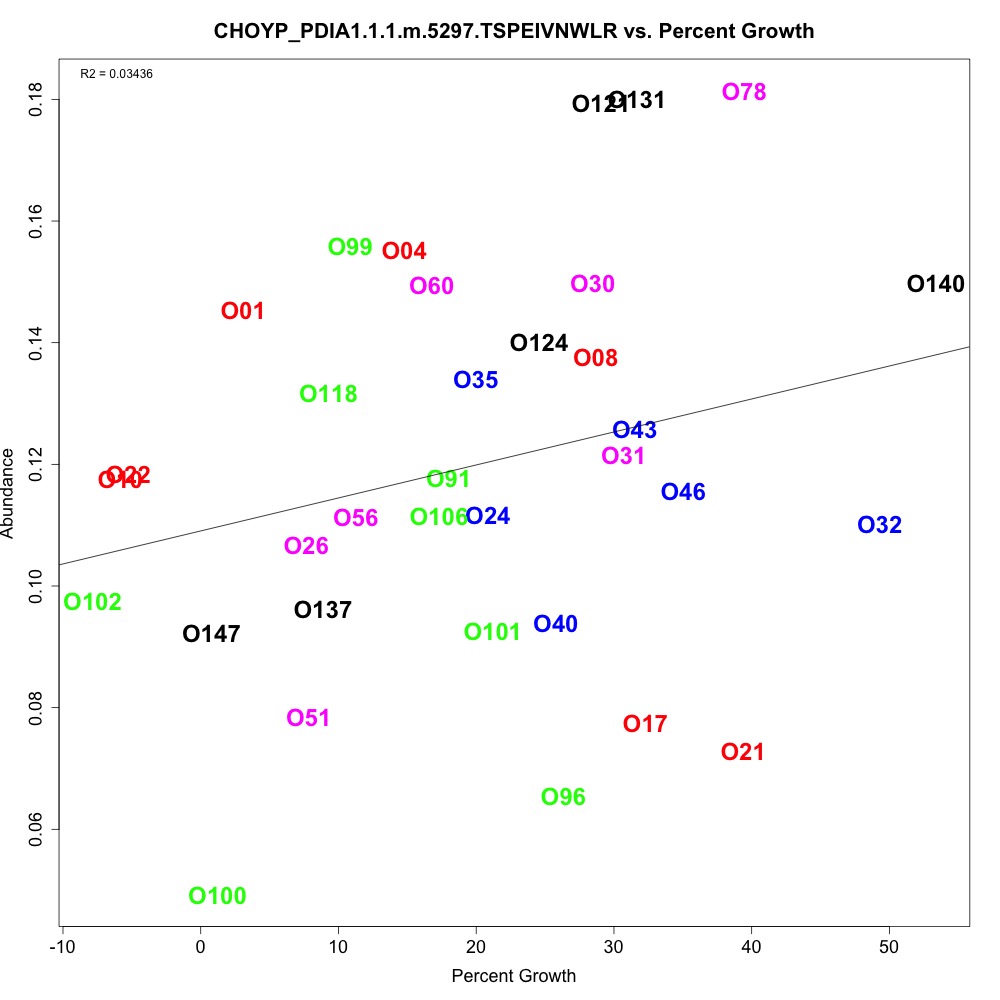 CHOYP_PDIA1.1.1.m.5297.TSPEIVNWLR vs. Percent Growth
R2 = 0.03436
0.18
O121
O131
O78
0.16
O99
O04
O60
O30
O140
O01
0.14
O124
O08
O35
O118
O43
O31
0.12
O22
O10
O91
O46
O56
O106
O24
O32
O26
0.10
O102
O137
O147
O101
O40
0.08
O51
O17
O21
O96
0.06
O100
Abundance
-10 0 10 20 30 40 50
Percent Growth